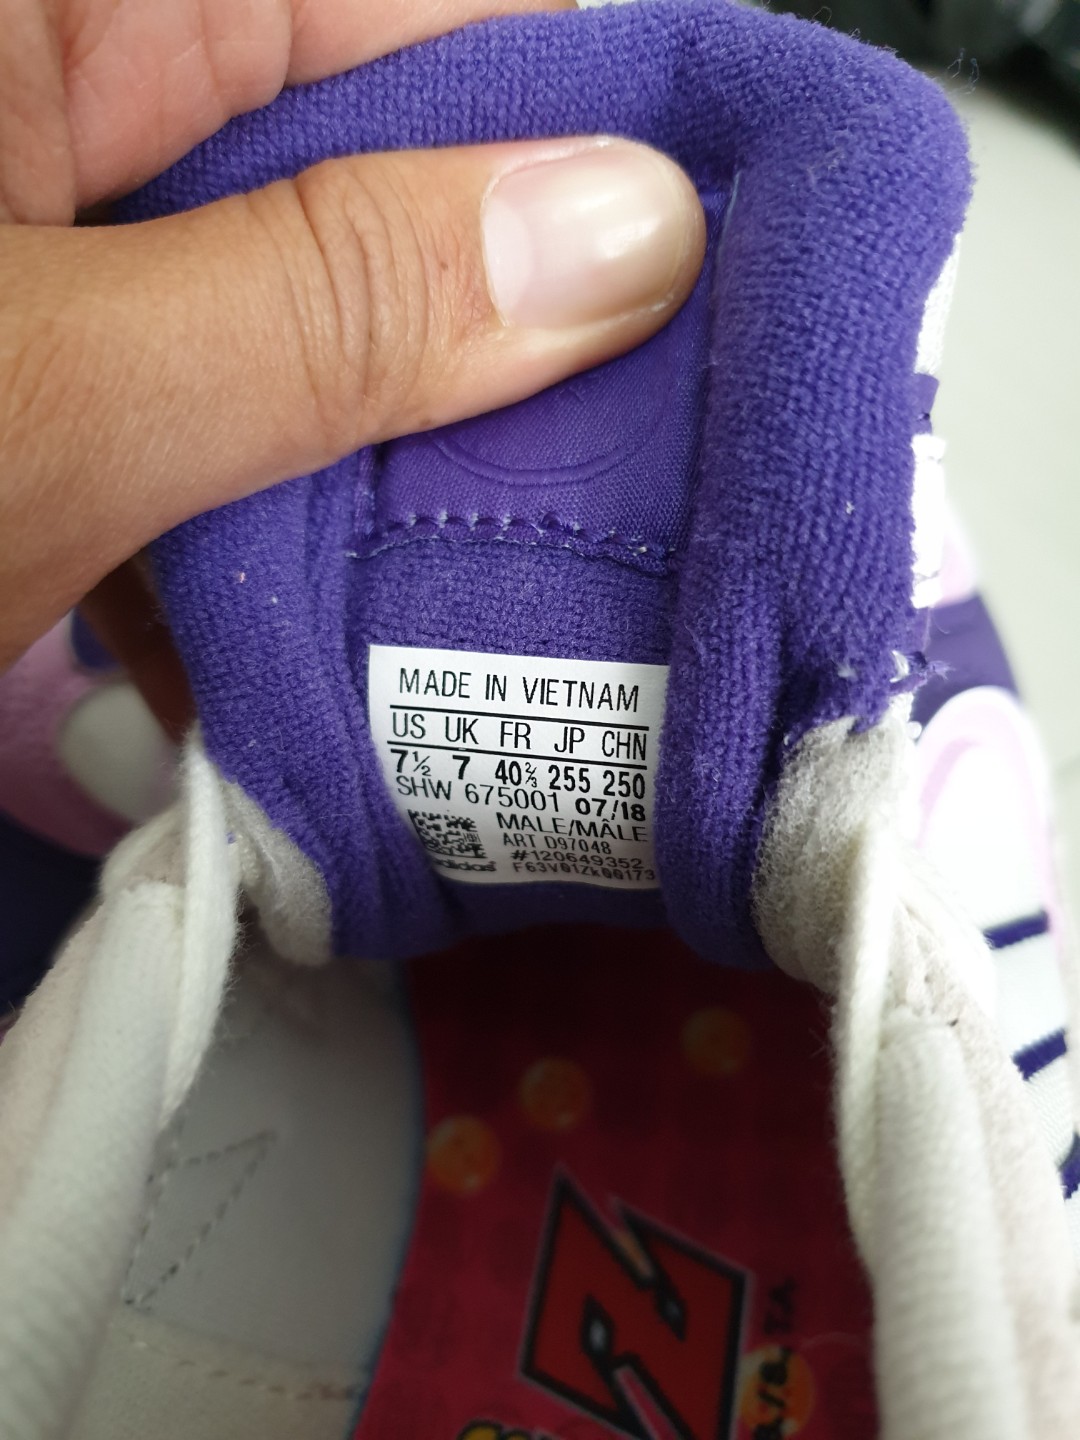 MADE IN VIETNAM
US UK FR JP CHN
7½ 7 40⅔ 255 250
SHW 675001 07/18
MALE/MÂLE
ART D97048
#120649352
adidas F63V01Zk00173
Z